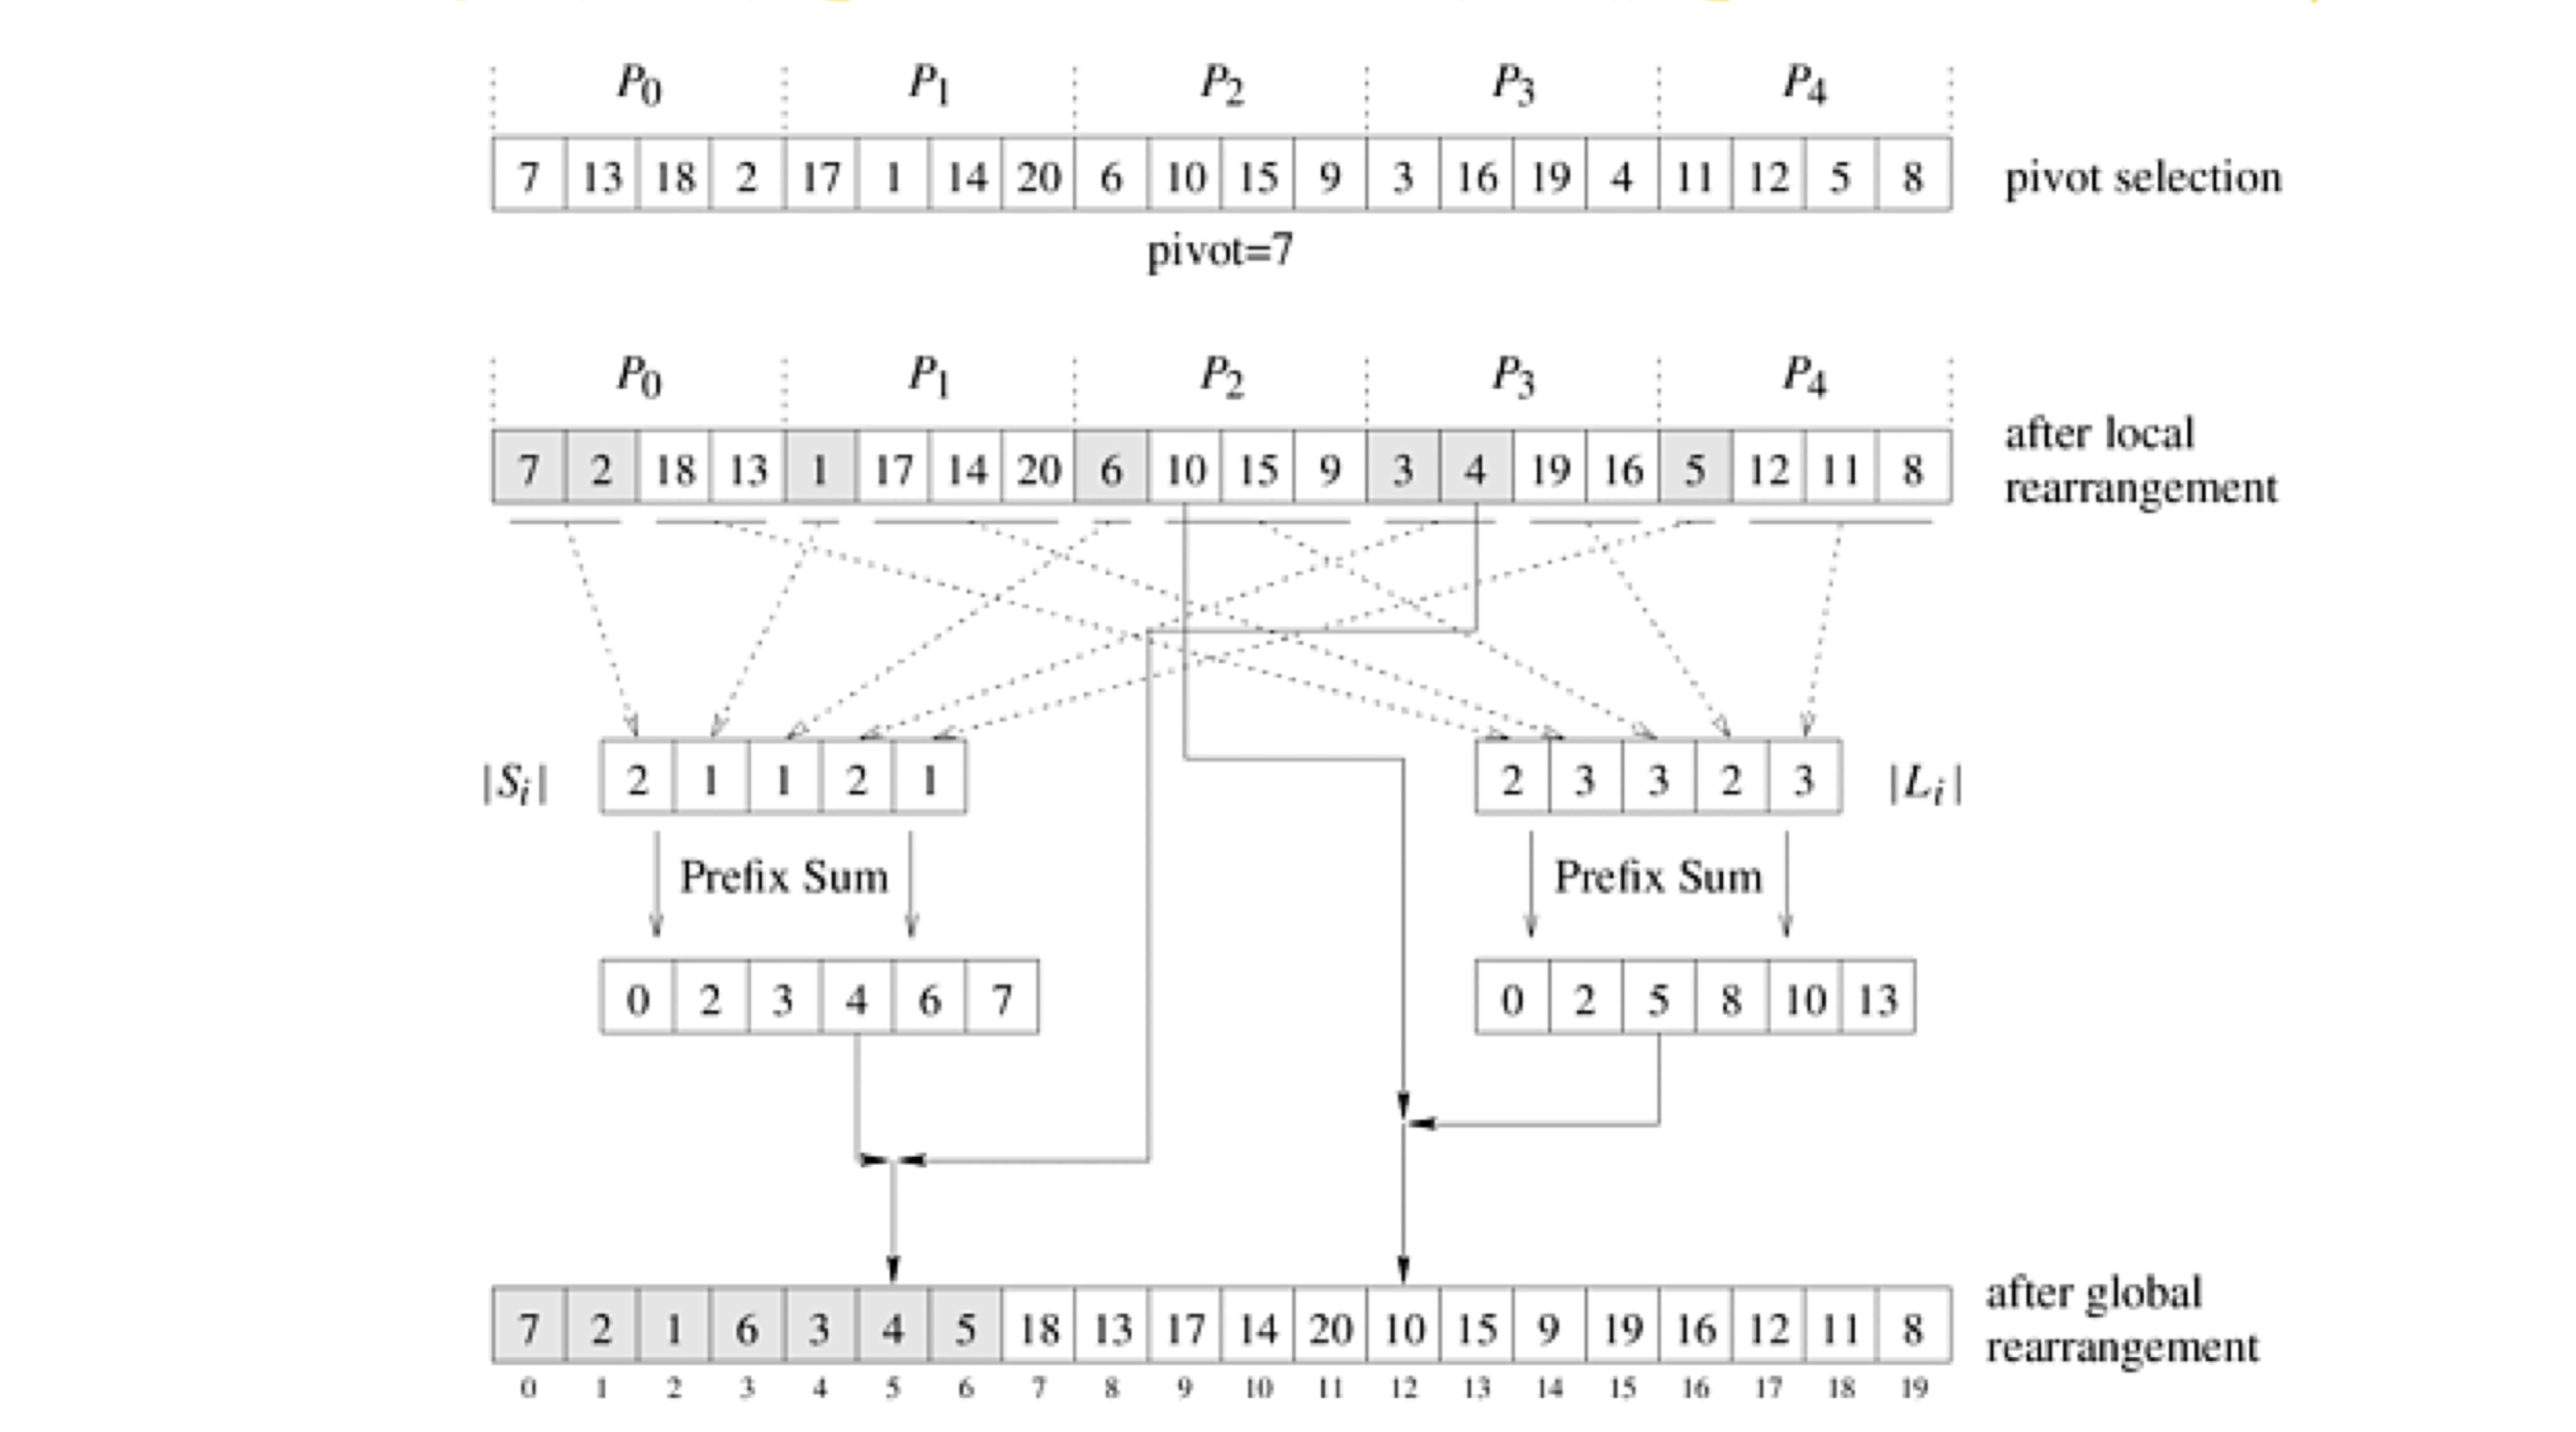 P0 P1 P2 P3 P4
7 13 18 2 17 1 14 20 6 10 15 9 3 16 19 4 11 12 5 8 pivot selection
pivot=7
P0 P1 P2 P3 P4
7 2 18 13 1 17 14 20 6 10 15 9 3 4 19 16 5 12 11 8 after local
rearrangement
|Si| 2 1 1 2 1 2 3 3 2 3 |Li|
Prefix Sum Prefix Sum
0 2 3 4 6 7 0 2 5 8 10 13
7 2 1 6 3 4 5 18 13 17 14 20 10 15 9 19 16 12 11 8 after global
rearrangement
0 1 2 3 4 5 6 7 8 9 10 11 12 13 14 15 16 17 18 19